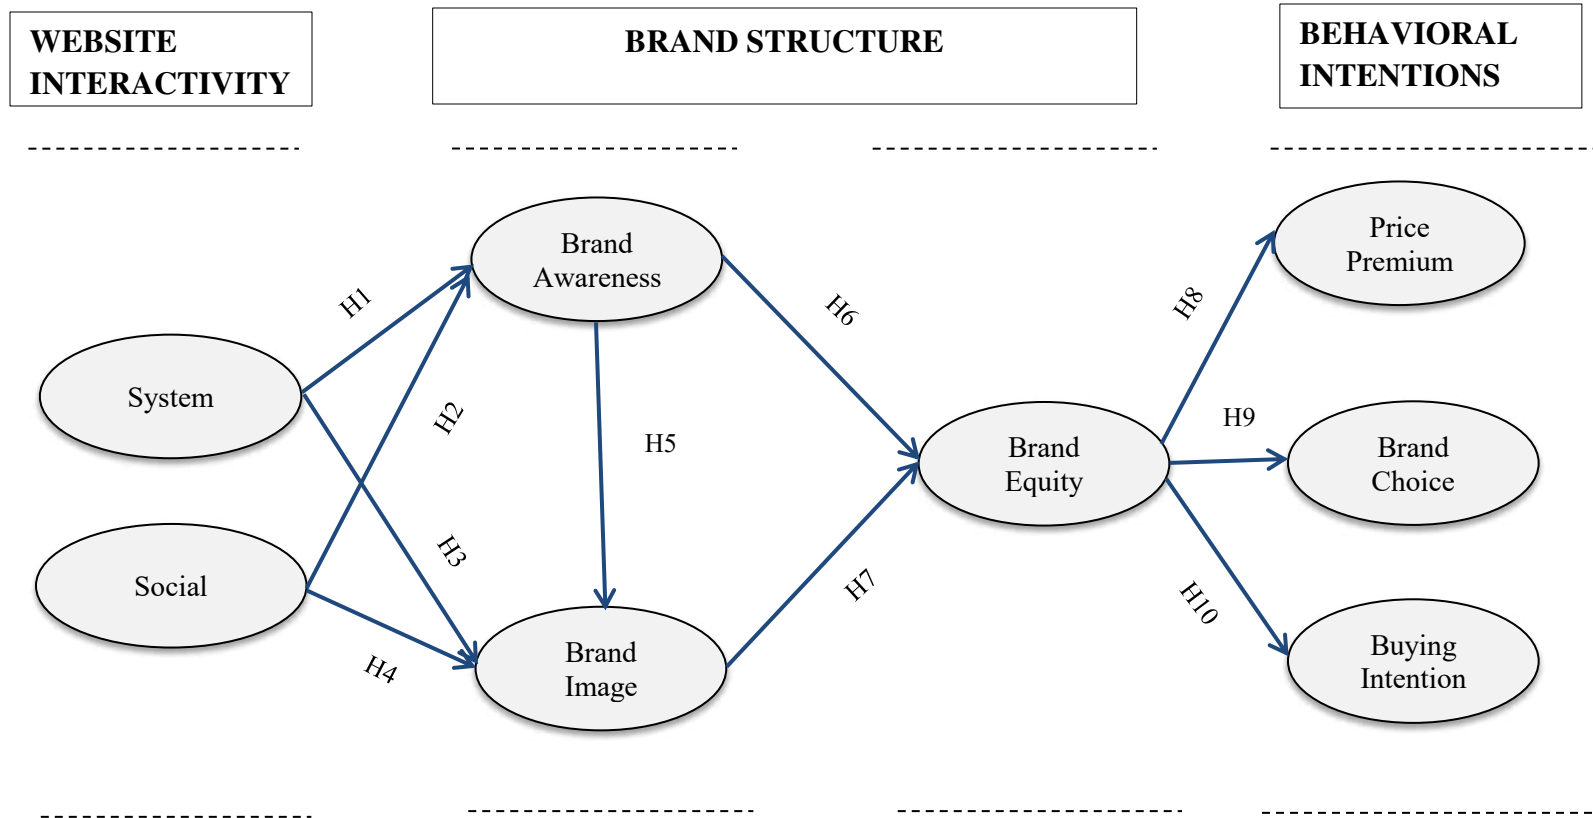 WEBSITE
INTERACTIVITY
BRAND STRUCTURE
BEHAVIORAL
INTENTIONS
Brand
Awareness
Price
Premium
H1
H6
H8
System
H2
H5
Brand
Equity
H9
Brand
Choice
Social
H3
H4
Brand
Image
H7
H10
Buying
Intention